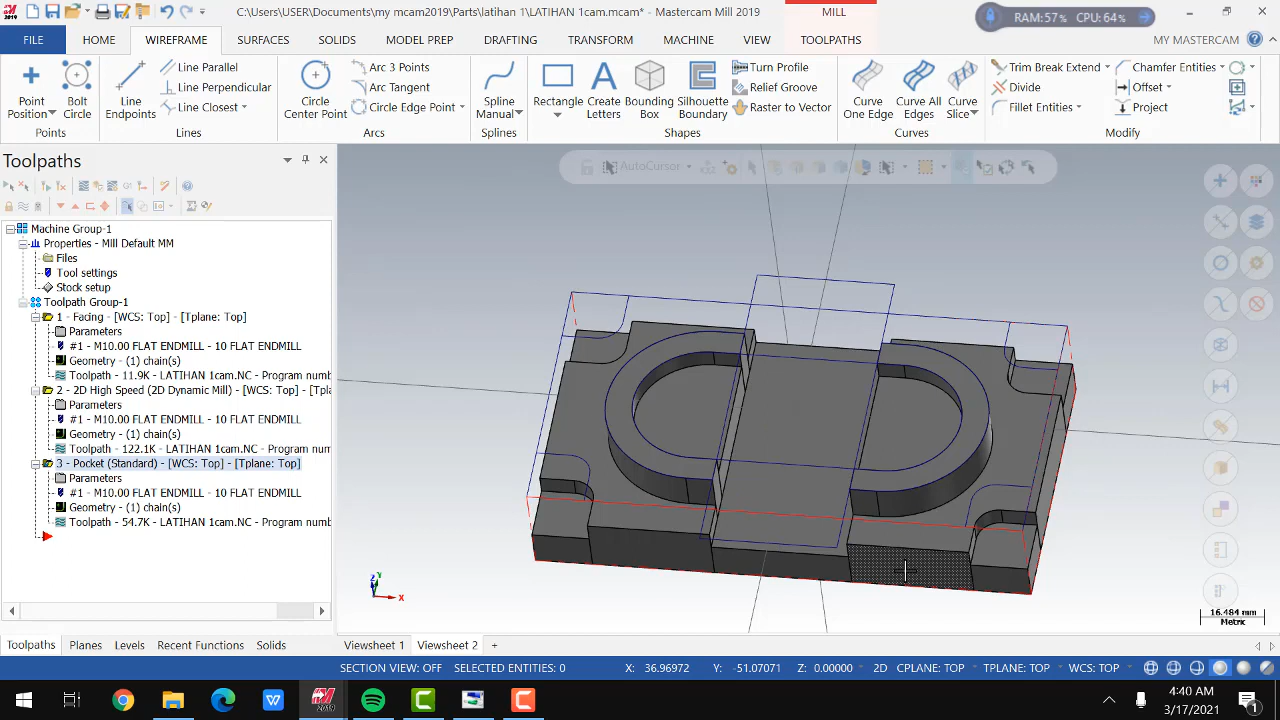 C:\Users\USER\Documents\my mcam2019\Parts\latihan 1\LATIHAN 1cam.mcam* - Mastercam Mill 2019
MILL
RAM:57% CPU:64%
2019
FILE HOME WIREFRAME SURFACES SOLIDS MODEL PREP DRAFTING TRANSFORM MACHINE VIEW TOOLPATHS MY MASTERCAM
Point Position
Bolt Circle
Points
Line Endpoints
Line Parallel
Line Perpendicular
Line Closest
Lines
Circle Center Point
Arc 3 Points
Arc Tangent
Circle Edge Point
Arcs
Spline Manual
Splines
Rectangle
Create Letters
Bounding Box
Silhouette Boundary
Turn Profile
Relief Groove
Raster to Vector
Shapes
Curve One Edge
Curve All Edges
Curve Slice
Curves
Trim Break Extend
Divide
Fillet Entities
Chamfer Entities
Offset
Project
Modify
Toolpaths
AutoCursor
Machine Group-1
Properties - Mill Default MM
Files
Tool settings
Stock setup
Toolpath Group-1
1 - Facing - [WCS: Top] - [Tplane: Top]
Parameters
#1 - M10.00 FLAT ENDMILL - 10 FLAT ENDMILL
Geometry - (1) chain(s)
Toolpath - 11.9K - LATIHAN 1cam.NC - Program numb
2 - 2D High Speed (2D Dynamic Mill) - [WCS: Top] - [Tp
Parameters
#1 - M10.00 FLAT ENDMILL - 10 FLAT ENDMILL
Geometry - (1) chain(s)
Toolpath - 122.1K - LATIHAN 1cam.NC - Program num
3 - Pocket (Standard) - [WCS: Top] - [Tplane: Top]
Parameters
#1 - M10.00 FLAT ENDMILL - 10 FLAT ENDMILL
Geometry - (1) chain(s)
Toolpath - 54.7K - LATIHAN 1cam.NC - Program numb
Z Y
X
16.484 mm
Metric
Toolpaths Planes Levels Recent Functions Solids Viewsheet 1 Viewsheet 2 +
SECTION VIEW: OFF SELECTED ENTITIES: 0 X: 36.96972 Y: -51.07071 Z: 0.00000 2D CPLANE: TOP TPLANE: TOP WCS: TOP
4:40 AM
3/17/2021
1